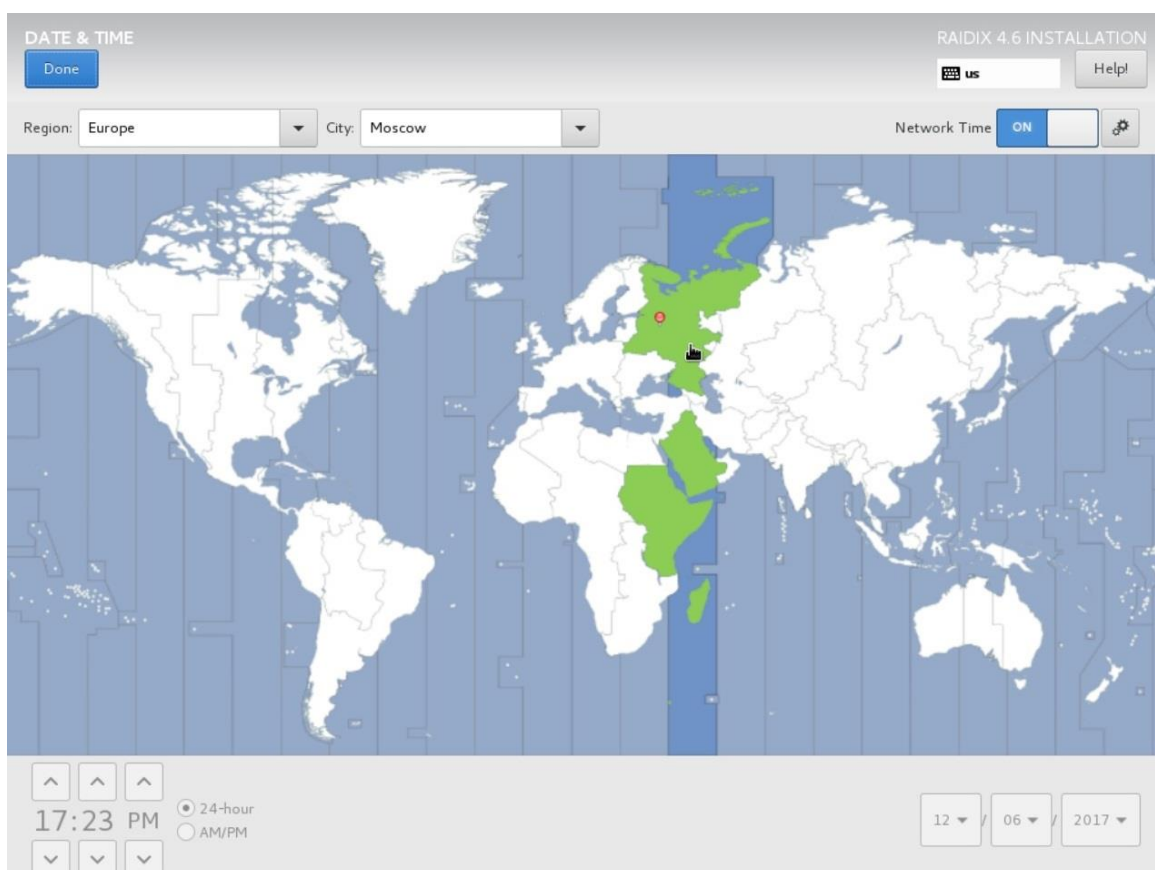 DATE & TIME
RAIDIX 4.6 INSTALLATION
Done
us
Help!
Region: Europe City: Moscow Network Time ON
17:23 PM
24-hour
AM/PM
12 / 06 / 2017